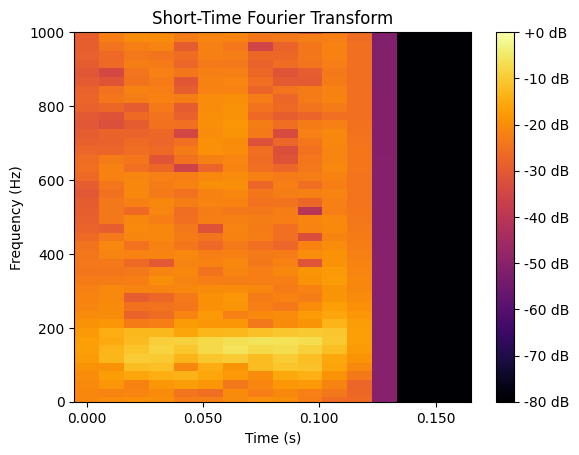 Short-Time Fourier Transform
1000
800
600
400
200
0
Frequency (Hz)
0.000
0.050
0.100
0.150
Time (s)
+0 dB
-10 dB
-20 dB
-30 dB
-40 dB
-50 dB
-60 dB
-70 dB
-80 dB